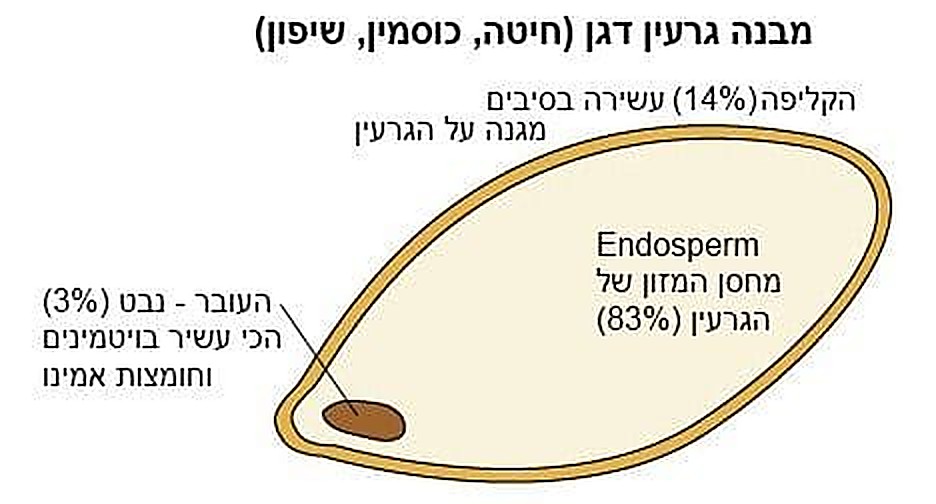 מבנה גרעין דגן (חיטה, כוסמין, שיפון)
הקליפה (14%) עשירה בסיבים
מגנה על הגרעין
Endosperm
מחסן המזון של
הגרעין (83%)
העובר - נבט (3%)
הכי עשיר בויטמינים
וחומצות אמינו